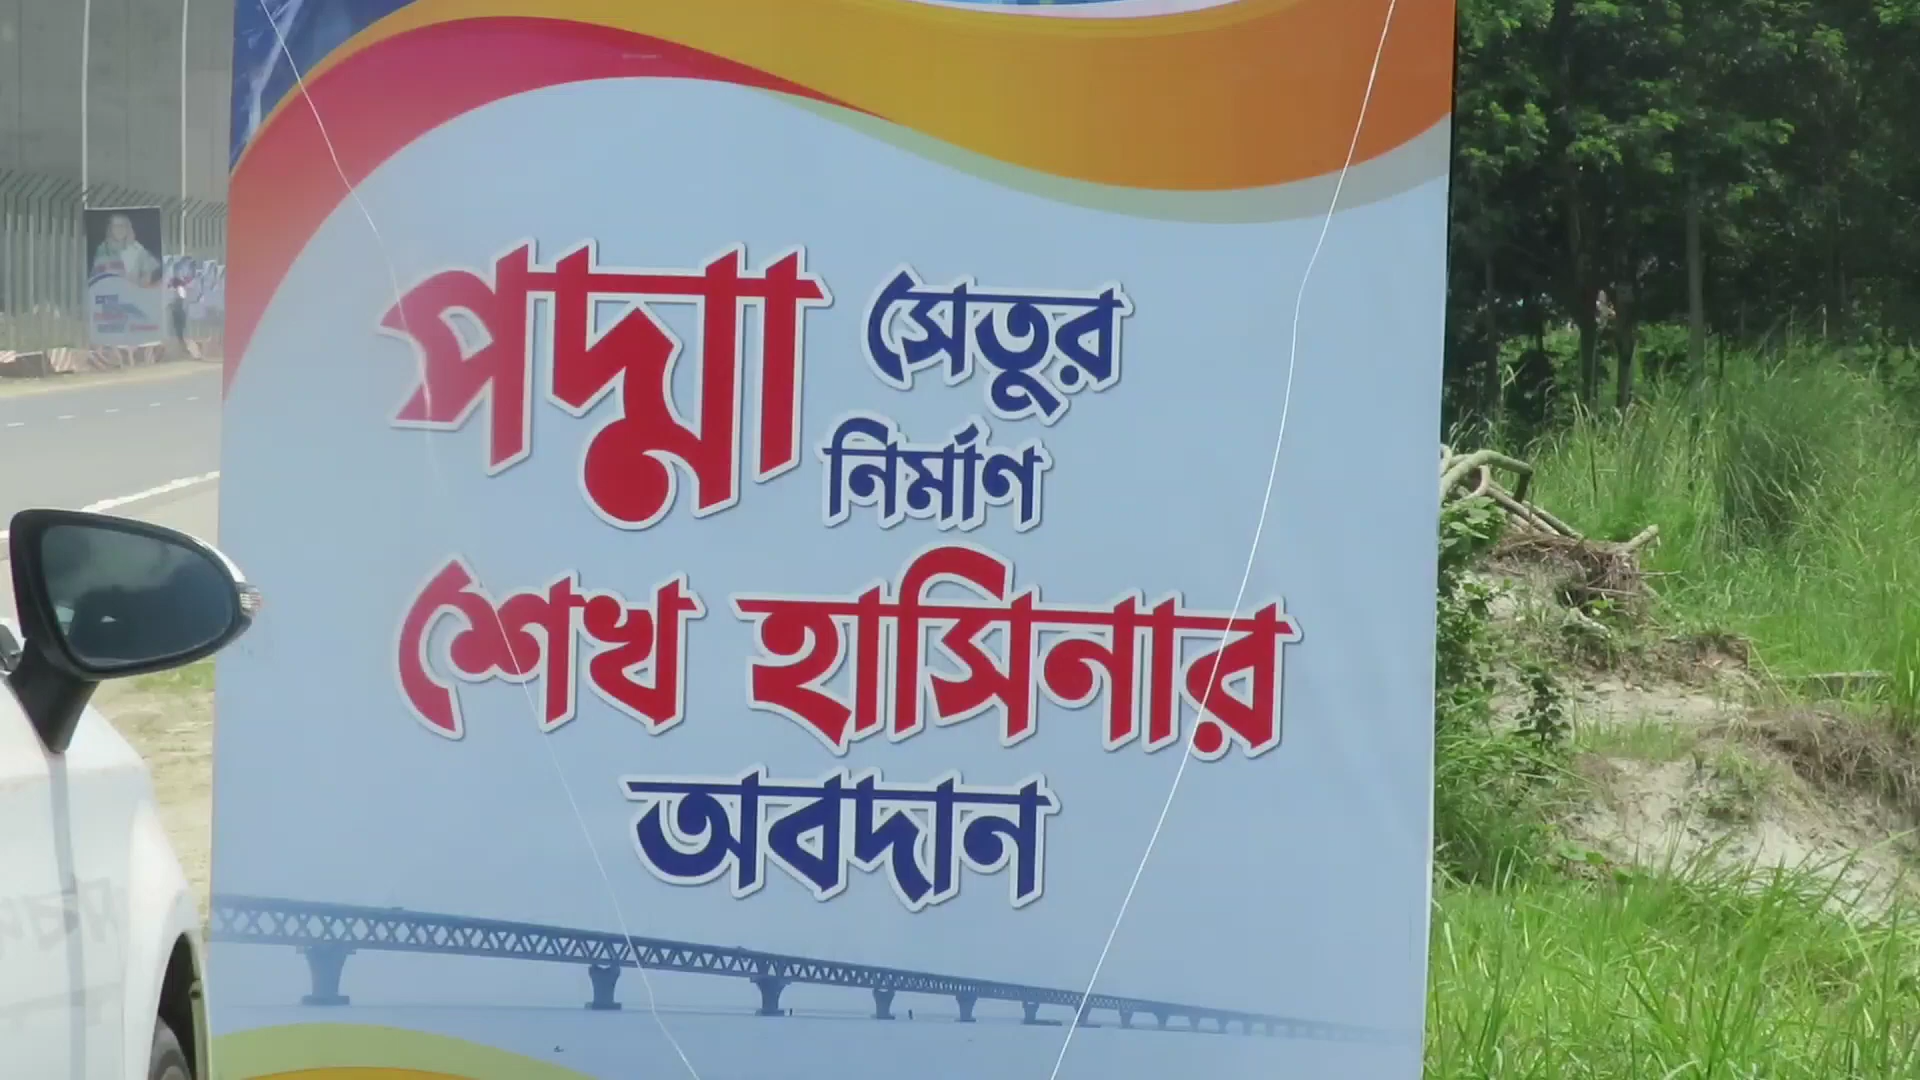 পদ্মা সেতুর
নির্মাণ
শেখ হাসিনার
অবদান